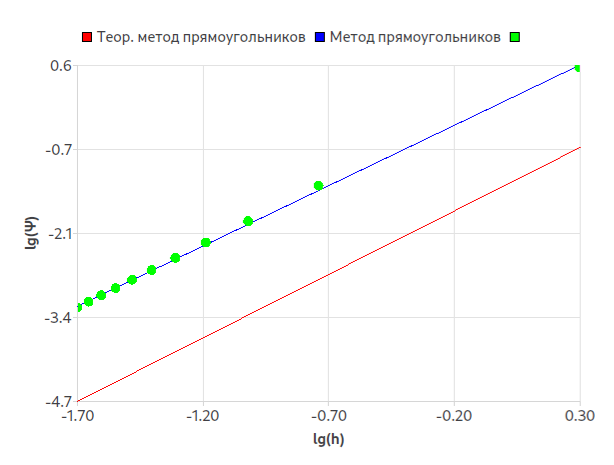 Теор. метод прямоугольников Метод прямоугольников
0.6
-0.7
-2.1
-3.4
-4.7
lg(Ψ)
-1.70 -1.20 -0.70 -0.20 0.30
lg(h)